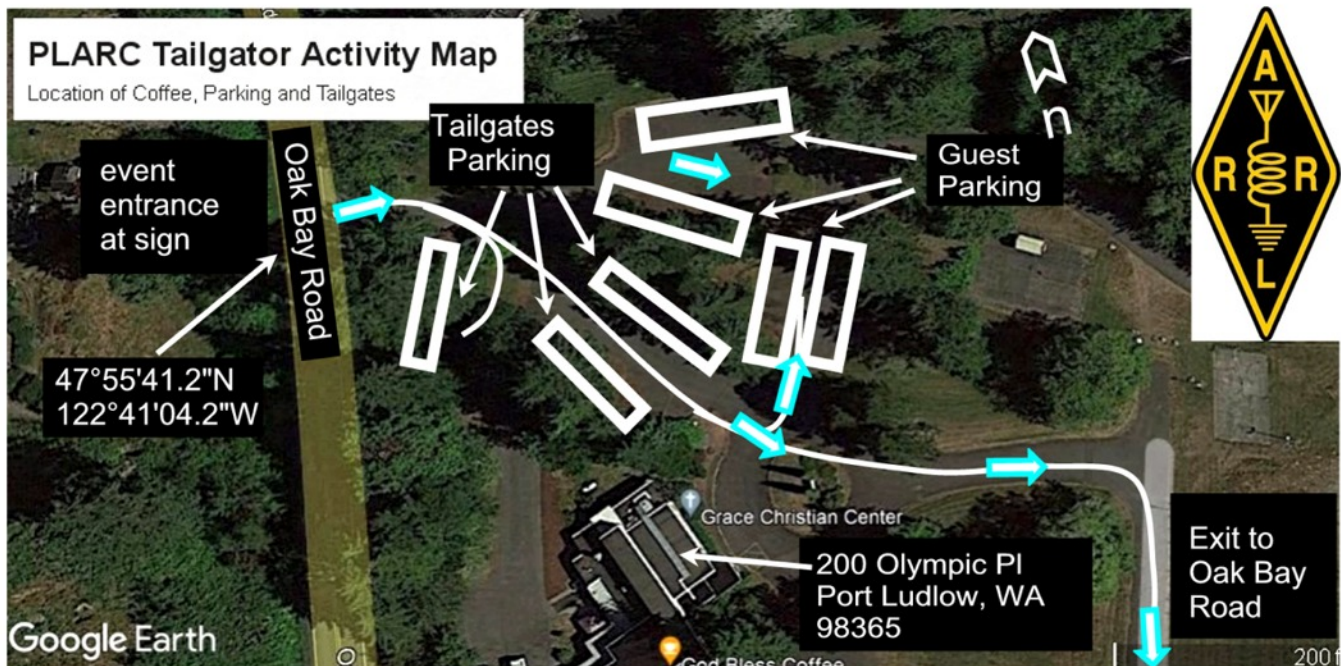 PLARC Tailgator Activity Map
Location of Coffee, Parking and Tailgates
event
entrance
at sign
Oak Bay Road
Tailgates
Parking
Guest
Parking
n
A
R R
L
47°55'41.2"N
122°41'04.2"W
Grace Christian Center
200 Olympic Pl
Port Ludlow, WA
98365
Exit to
Oak Bay
Road
Google Earth
God Bless Coffee
200